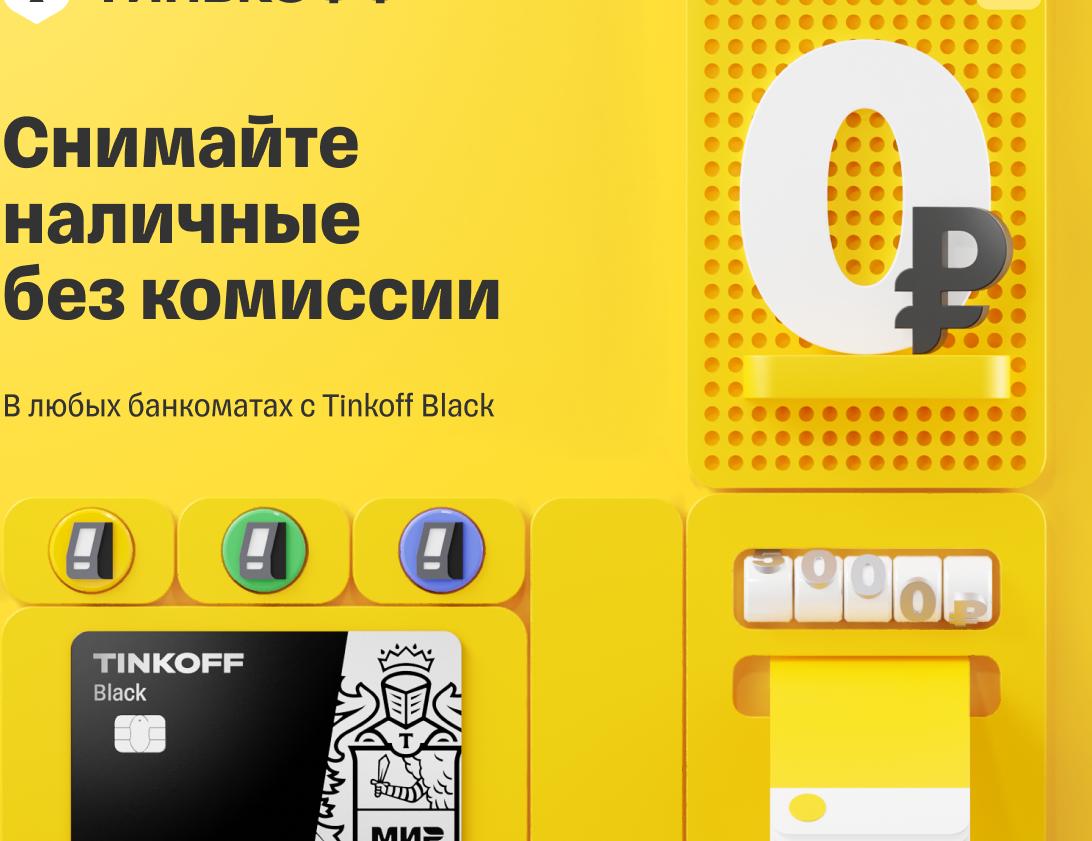 Снимайте
наличные
без комиссии
В любых банкоматах с Tinkoff Black
0
₽
5000₽
TINKOFF
Black
T
МИР